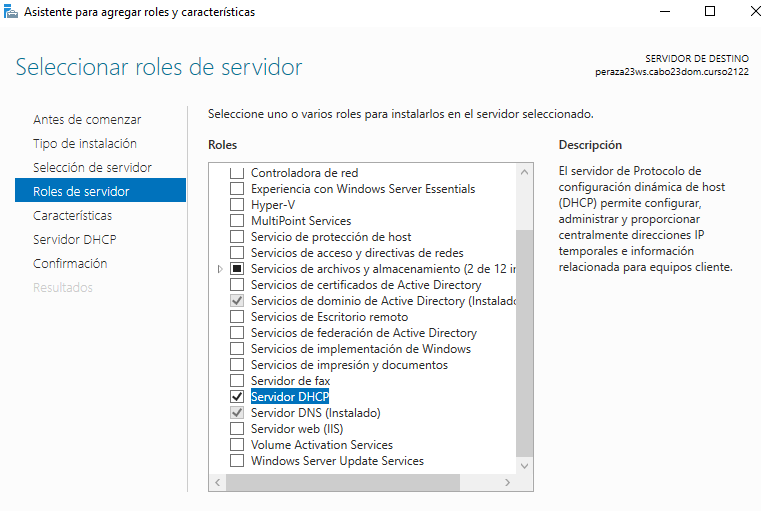 Asistente para agregar roles y características
Seleccionar roles de servidor
SERVIDOR DE DESTINO
peraza23ws.cabo23dom.curso2122
Antes de comenzar
Tipo de instalación
Selección de servidor
Roles de servidor
Características
Servidor DHCP
Confirmación
Resultados
Seleccione uno o varios roles para instalarlos en el servidor seleccionado.
Roles
Controladora de red
Experiencia con Windows Server Essentials
Hyper-V
MultiPoint Services
Servicio de protección de host
Servicios de acceso y directivas de redes
Servicios de archivos y almacenamiento (2 de 12 in
Servicios de certificados de Active Directory
Servicios de dominio de Active Directory (Instalado
Servicios de Escritorio remoto
Servicios de federación de Active Directory
Servicios de implementación de Windows
Servicios de impresión y documentos
Servidor de fax
Servidor DHCP
Servidor DNS (Instalado)
Servidor web (IIS)
Volume Activation Services
Windows Server Update Services
Descripción
El servidor de Protocolo de
configuración dinámica de host
(DHCP) permite configurar,
administrar y proporcionar
centralmente direcciones IP
temporales e información
relacionada para equipos cliente.